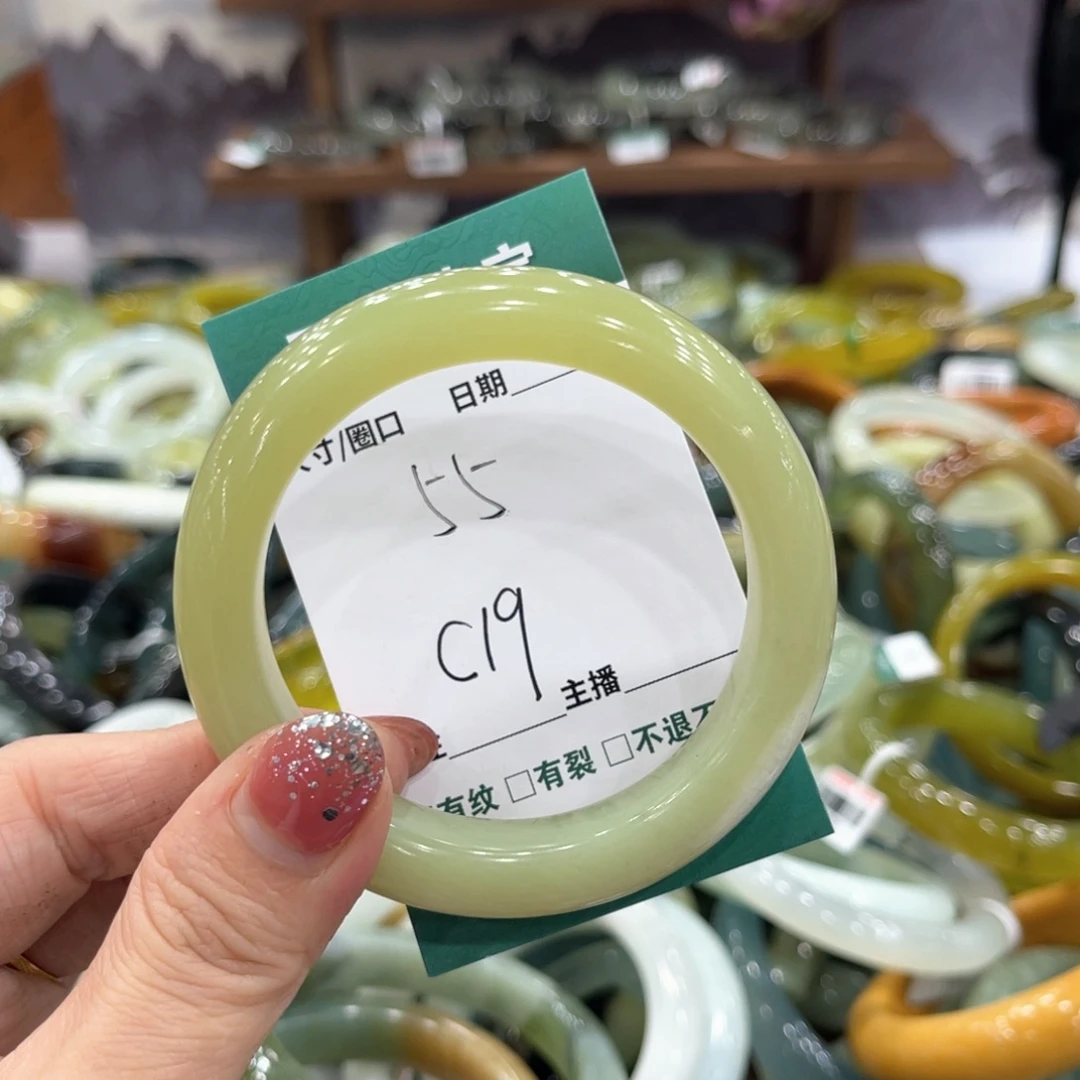 日期
寸/圈口
55
C19
主播
有纹 □有裂 □不退